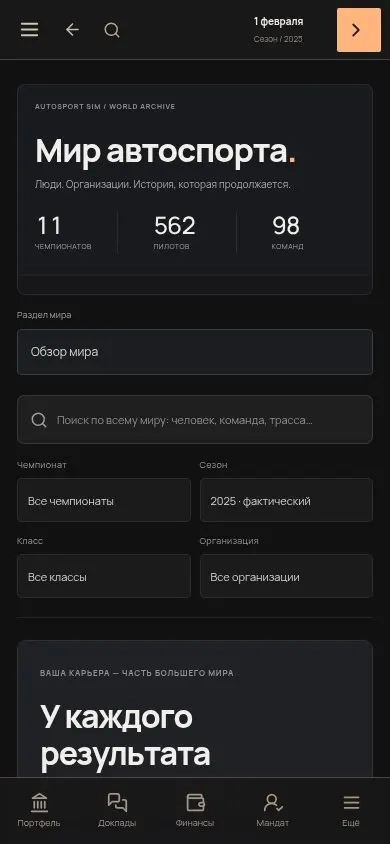 1 февраля
Сезон / 2025
AUTOSPORT SIM / WORLD ARCHIVE
Мир автоспорта.
Люди. Организации. История, которая продолжается.
11 562 98
ЧЕМПИОНАТОВ ПИЛОТОВ КОМАНД
Раздел мира
Обзор мира
Поиск по всему миру: человек, команда, трасса...
Чемпионат Сезон
Все чемпионаты 2025 · фактический
Класс Организация
Все классы Все организации
ВАША КАРЬЕРА — ЧАСТЬ БОЛЬШЕГО МИРА
У каждого
результата
Портфель Доклады Финансы Мандат Ещё